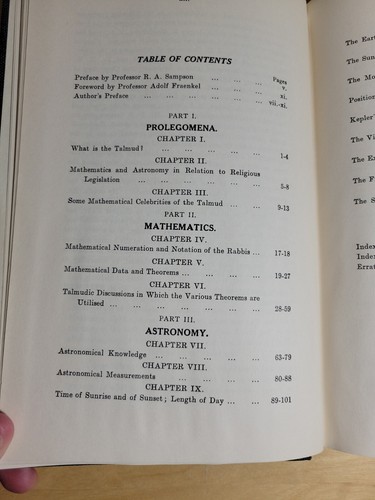 TABLE OF CONTENTS
Pages
Preface by Professor R. A. Sampson ... ... ... v.
Foreword by Professor Adolf Fraenkel ... ... ... xi.
Author's Preface ... ... ... ... ... ... vii.-xi.
PART I.
PROLEGOMENA.
CHAPTER I.
What is the Talmud? ... ... ... ... ... 1-4
CHAPTER II.
Mathematics and Astronomy in Relation to Religious
Legislation ... ... ... ... ... ... 5-8
CHAPTER III.
Some Mathematical Celebrities of the Talmud ... ... 9-13
PART II.
MATHEMATICS.
CHAPTER IV.
Mathematical Numeration and Notation of the Rabbis ... 17-18
CHAPTER V.
Mathematical Data and Theorems ... ... ... ... 19-27
CHAPTER VI.
Talmudic Discussions in Which the Various Theorems are
Utilised ... ... ... ... ... ... ... 28-59
PART III.
ASTRONOMY.
CHAPTER VII.
Astronomical Knowledge ... ... ... ... ... 63-79
CHAPTER VIII.
Astronomical Measurements ... ... ... ... 80-88
CHAPTER IX.
Time of Sunrise and of Sunset; Length of Day ... ... 89-101
The Eart
The Sun
The Mo
Position
Kepler'
The Vi
The Ex
The F
The S
Index
Index
Errat